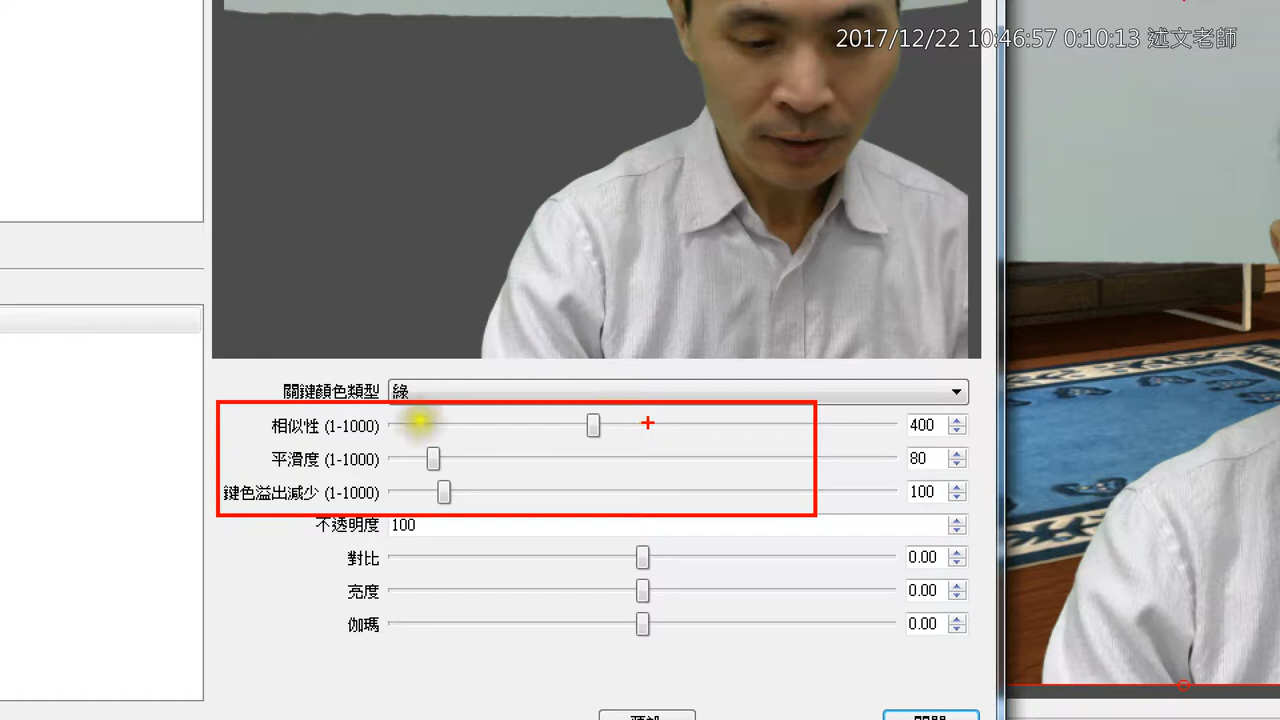 2017/12/22 10:46:57 0:10:13 述文老師
關鍵顏色類型 綠
相似性 (1-1000) 400
平滑度 (1-1000) 80
鍵色溢出減少 (1-1000) 100
不透明度 100
對比 0.00
亮度 0.00
伽瑪 0.00